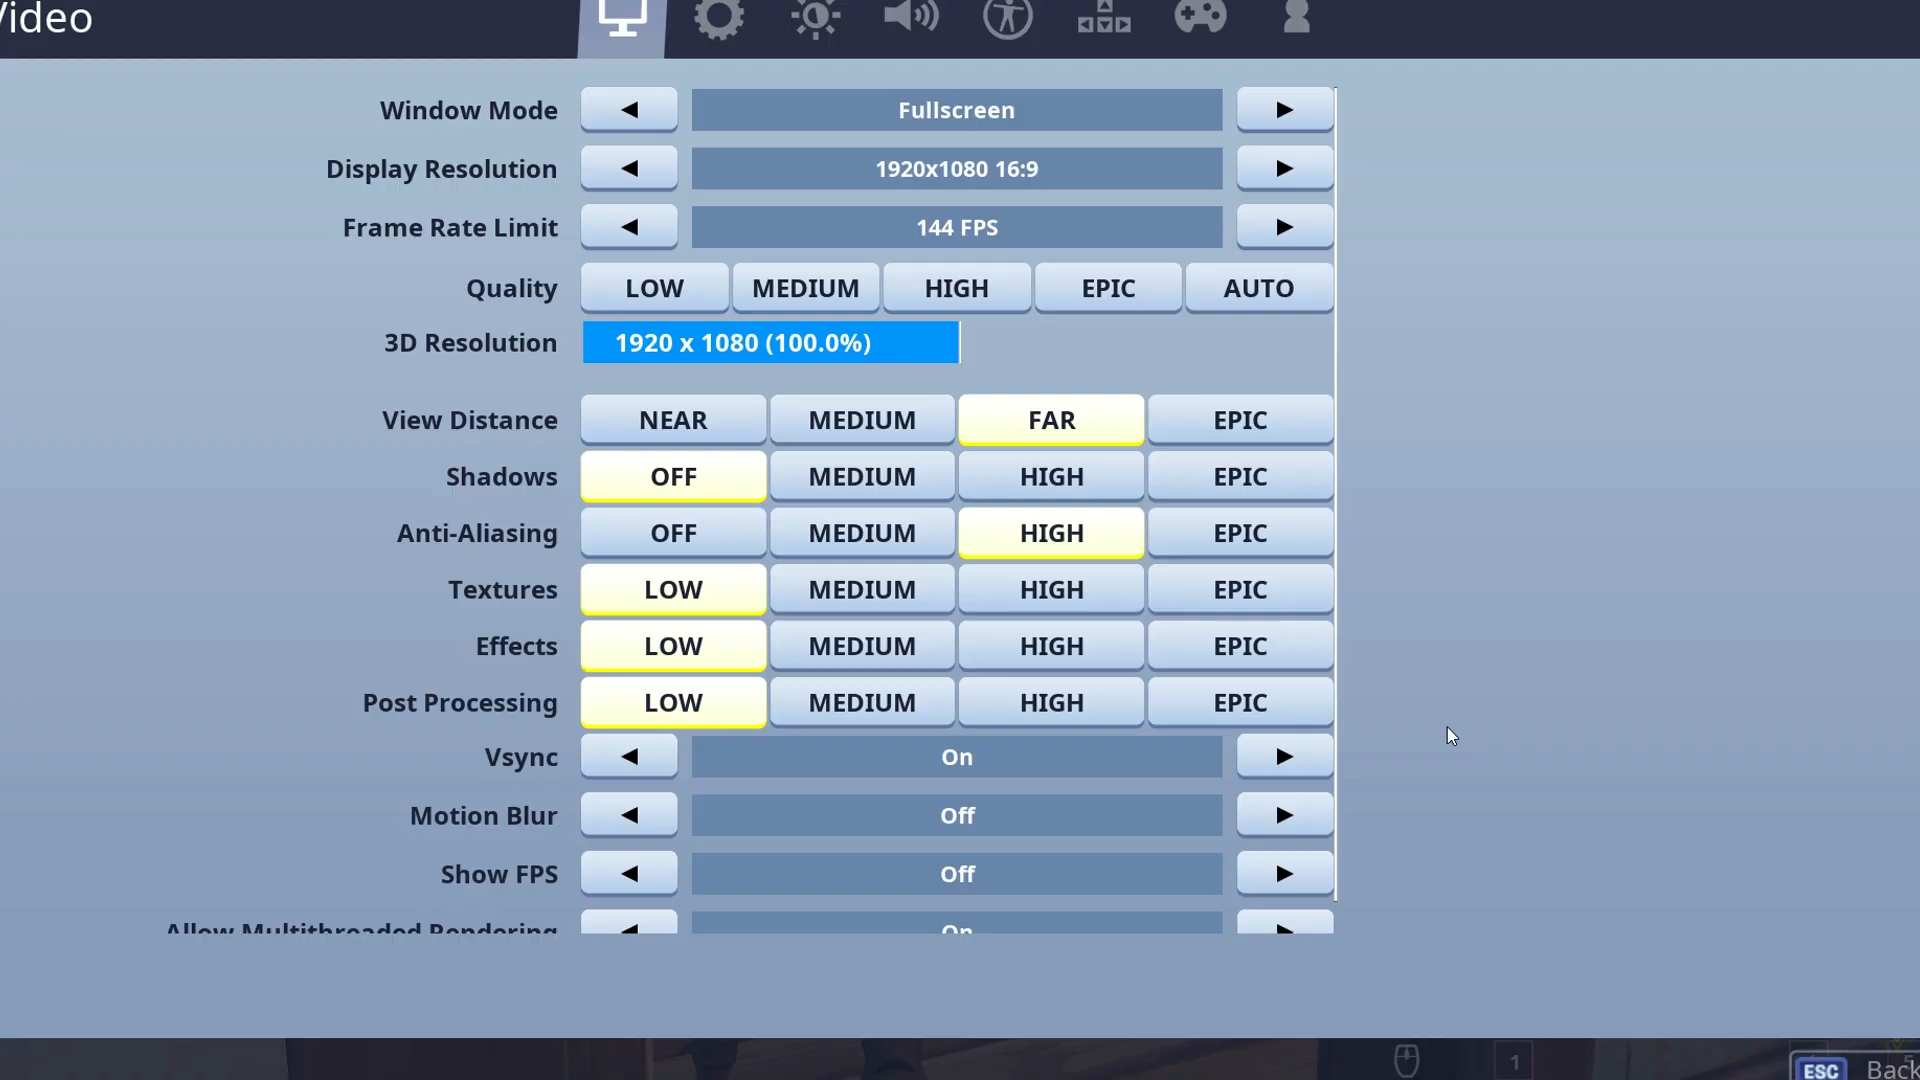 Video
Window Mode ◀ Fullscreen ▶
Display Resolution ◀ 1920x1080 16:9 ▶
Frame Rate Limit ◀ 144 FPS ▶
Quality LOW MEDIUM HIGH EPIC AUTO
3D Resolution 1920 x 1080 (100.0%)
View Distance NEAR MEDIUM FAR EPIC
Shadows OFF MEDIUM HIGH EPIC
Anti-Aliasing OFF MEDIUM HIGH EPIC
Textures LOW MEDIUM HIGH EPIC
Effects LOW MEDIUM HIGH EPIC
Post Processing LOW MEDIUM HIGH EPIC
Vsync ◀ On ▶
Motion Blur ◀ Off ▶
Show FPS ◀ Off ▶
Allow Multithreaded Rendering ◀ On ▶
1
ESC Back